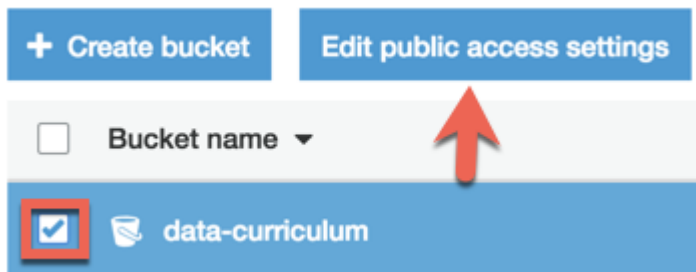 + Create bucket
Edit public access settings
Bucket name
data-curriculum